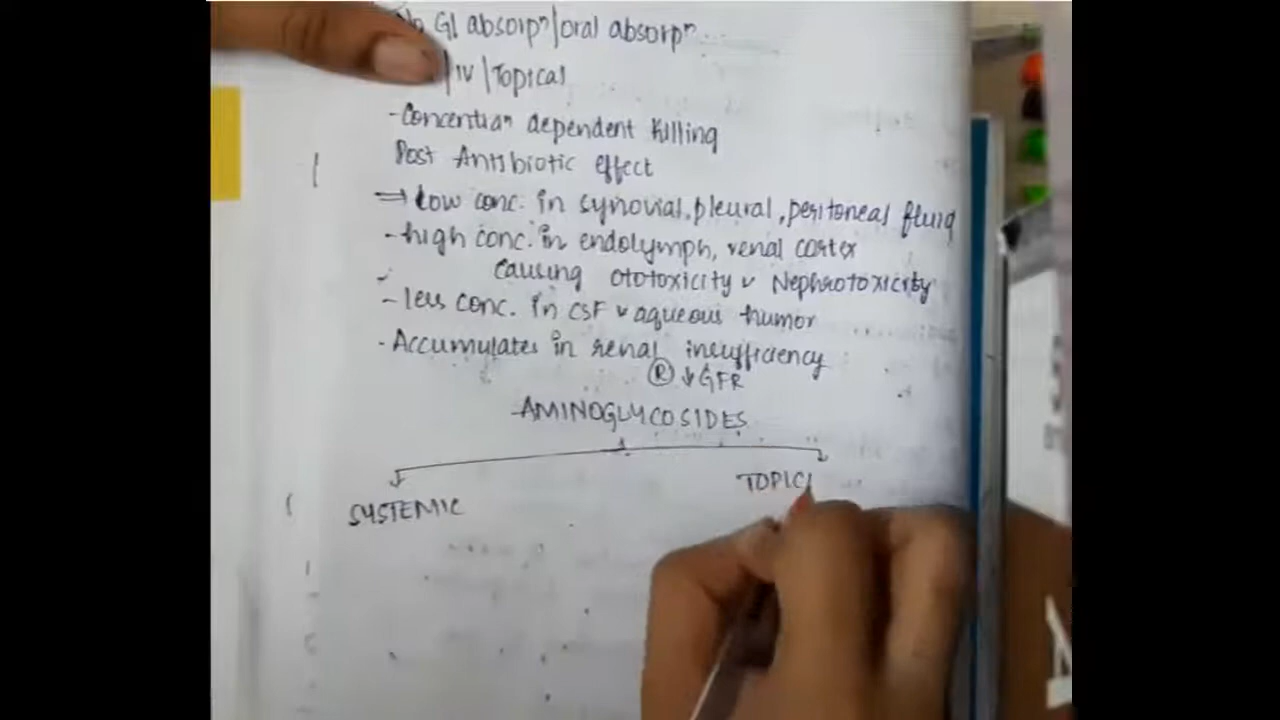 No GI absorpⁿ/oral absorpⁿ
/IV/Topical
-Concentraⁿ dependent killing
Post Antibiotic effect
⇒ Low conc. in synovial, pleural, peritoneal fluid
-high conc. in endolymph, renal cortex
causing ototoxicity & Nephrotoxicity
- less conc. in CSF & aqueous humor
- Accumulates in renal insufficiency
Ⓡ ↓GFR
AMINOGLYCOSIDES
SYSTEMIC
TOPIC